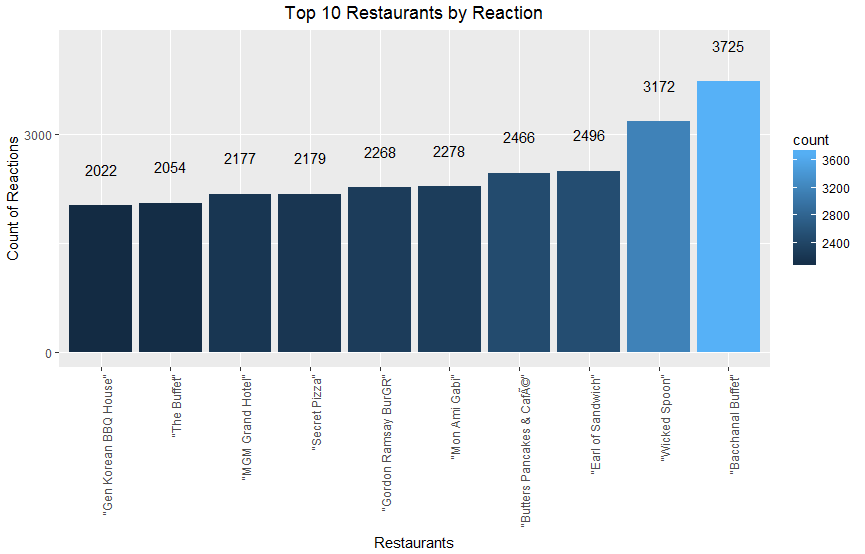 Top 10 Restaurants by Reaction
3725
3172
2496
2466
2278
2268
2179
2177
2054
2022
Count of Reactions
3000
0
count
3600
3200
2800
2400
"Gen Korean BBQ House"
"The Buffet"
"MGM Grand Hotel"
"Secret Pizza"
"Gordon Ramsay BurGR"
"Mon Ami Gabi"
"Butters Pancakes & CafÃ©"
"Earl of Sandwich"
"Wicked Spoon"
"Bacchanal Buffet"
Restaurants